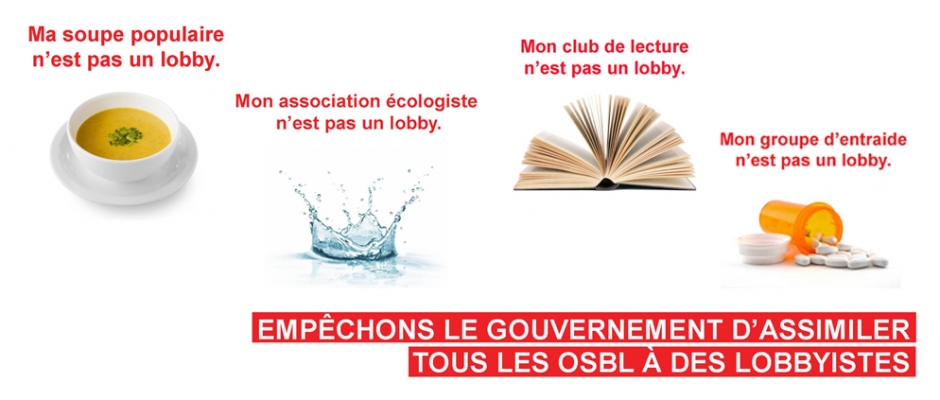 Ma soupe populaire
n'est pas un lobby.
Mon association écologiste
n'est pas un lobby.
Mon club de lecture
n'est pas un lobby.
Mon groupe d'entraide
n'est pas un lobby.
EMPÊCHONS LE GOUVERNEMENT D'ASSIMILER
TOUS LES OSBL À DES LOBBYISTES